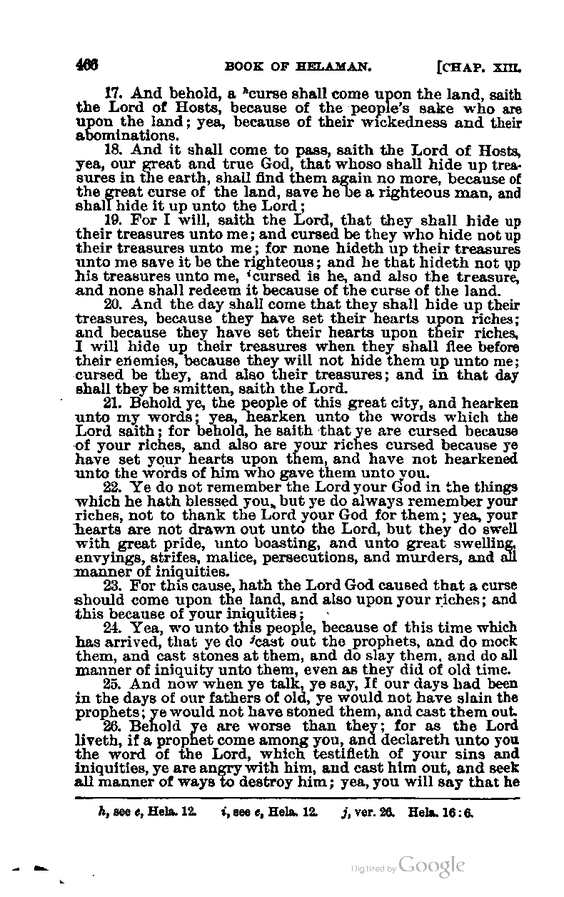 466 BOOK OF HELAMAN. [CHAP. XIII.
17. And behold, a hcurse shall come upon the land, saith
the Lord of Hosts, because of the people's sake who are
upon the land; yea, because of their wickedness and their
abominations.
18. And it shall come to pass, saith the Lord of Hosts,
yea, our great and true God, that whoso shall hide up trea-
sures in the earth, shall find them again no more, because of
the great curse of the land, save he be a righteous man, and
shall hide it up unto the Lord;
19. For I will, saith the Lord, that they shall hide up
their treasures unto me; and cursed be they who hide not up
their treasures unto me; for none hideth up their treasures
unto me save it be the righteous; and he that hideth not up
his treasures unto me, icursed is he, and also the treasure,
and none shall redeem it because of the curse of the land.
20. And the day shall come that they shall hide up their
treasures, because they have set their hearts upon riches;
and because they have set their hearts upon their riches,
I will hide up their treasures when they shall flee before
their enemies, because they will not hide them up unto me;
cursed be they, and also their treasures; and in that day
shall they be smitten, saith the Lord.
21. Behold ye, the people of this great city, and hearken
unto my words; yea, hearken unto the words which the
Lord saith; for behold, he saith that ye are cursed because
of your riches, and also are your riches cursed because ye
have set your hearts upon them, and have not hearkened
unto the words of him who gave them unto you.
22. Ye do not remember the Lord your God in the things
which he hath blessed you, but ye do always remember your
riches, not to thank the Lord your God for them; yea, your
hearts are not drawn out unto the Lord, but they do swell
with great pride, unto boasting, and unto great swelling,
envyings, strifes, malice, persecutions, and murders, and all
manner of iniquities.
23. For this cause, hath the Lord God caused that a curse
should come upon the land, and also upon your riches; and
this because of your iniquities;
24. Yea, wo unto this people, because of this time which
has arrived, that ye do jcast out the prophets, and do mock
them, and cast stones at them, and do slay them, and do all
manner of iniquity unto them, even as they did of old time.
25. And now when ye talk, ye say, If our days had been
in the days of our fathers of old, ye would not have slain the
prophets; ye would not have stoned them, and cast them out.
26. Behold ye are worse than they; for as the Lord
liveth, if a prophet come among you, and declareth unto you
the word of the Lord, which testifieth of your sins and
iniquities, ye are angry with him, and cast him out, and seek
all manner of ways to destroy him; yea, you will say that he
h, see e, Hela. 12. i, see e, Hela. 12. j, ver. 26. Hela. 16:6.
Digitized by Google